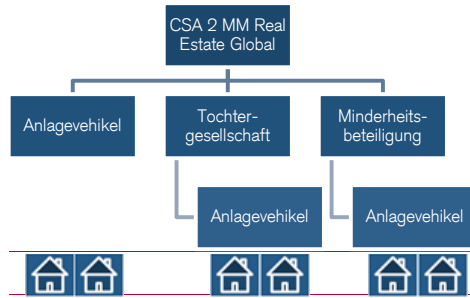 CSA 2 MM Real
Estate Global
Anlagevehikel
Tochter-
gesellschaft
Minderheits-
beteiligung
Anlagevehikel
Anlagevehikel